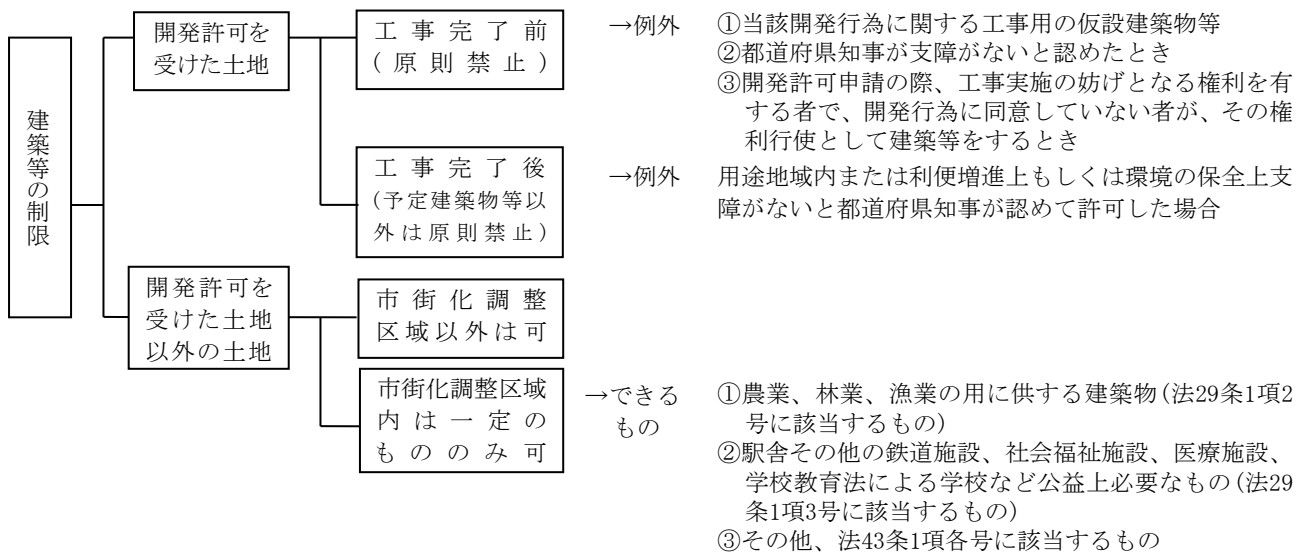 建築等の制限
開発許可を
受けた土地
工事完了前
(原則禁止)
→例外
①当該開発行為に関する工事用の仮設建築物等
②都道府県知事が支障がないと認めたとき
③開発許可申請の際、工事実施の妨げとなる権利を有
する者で、開発行為に同意していない者が、その権
利行使として建築等をするとき
工事完了後
(予定建築物等以
外は原則禁止)
→例外
用途地域内または利便増進上もしくは環境の保全上支
障がないと都道府県知事が認めて許可した場合
開発許可を
受けた土地
以外の土地
市街化調整
区域以外は可
市街化調整区域
内は一定の
もののみ可
→できる
もの
①農業、林業、漁業の用に供する建築物(法29条1項2
号に該当するもの)
②駅舎その他の鉄道施設、社会福祉施設、医療施設、
学校教育法による学校など公益上必要なもの(法29
条1項3号に該当するもの)
③その他、法43条1項各号に該当するもの